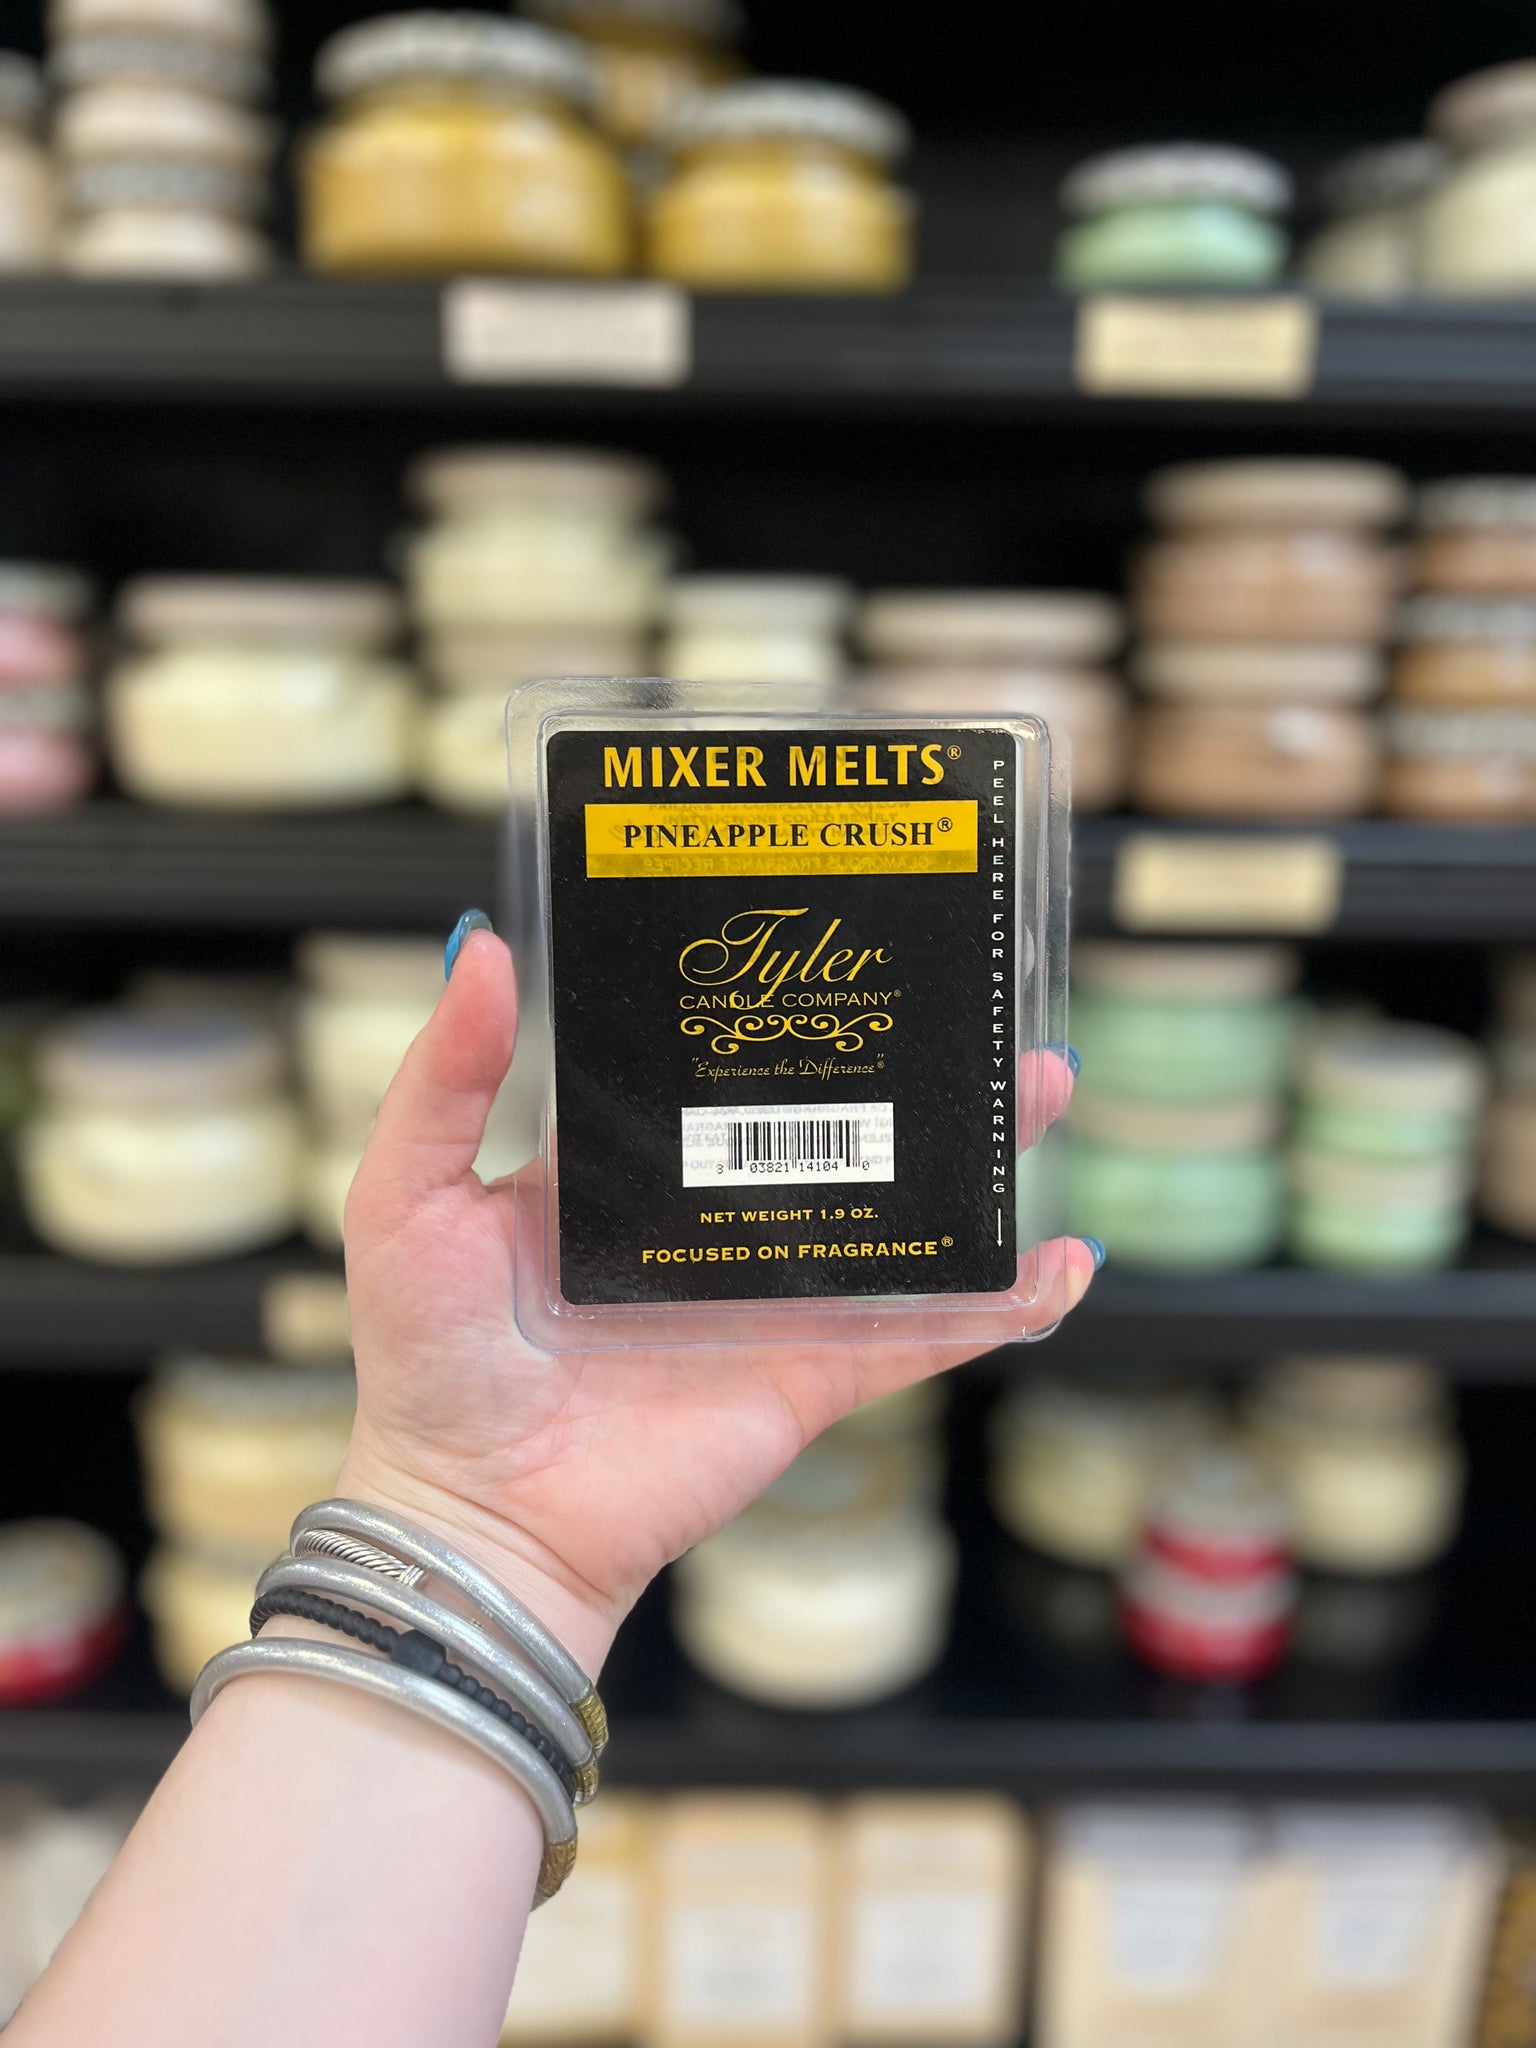 MIXER MELTS®
PINEAPPLE CRUSH®
Tyler
CANDLE COMPANY®
"Experience the Difference"®
3 03821 14104 0
NET WEIGHT 1.9 OZ.
FOCUSED ON FRAGRANCE®
PEEL HERE FOR SAFETY WARNING